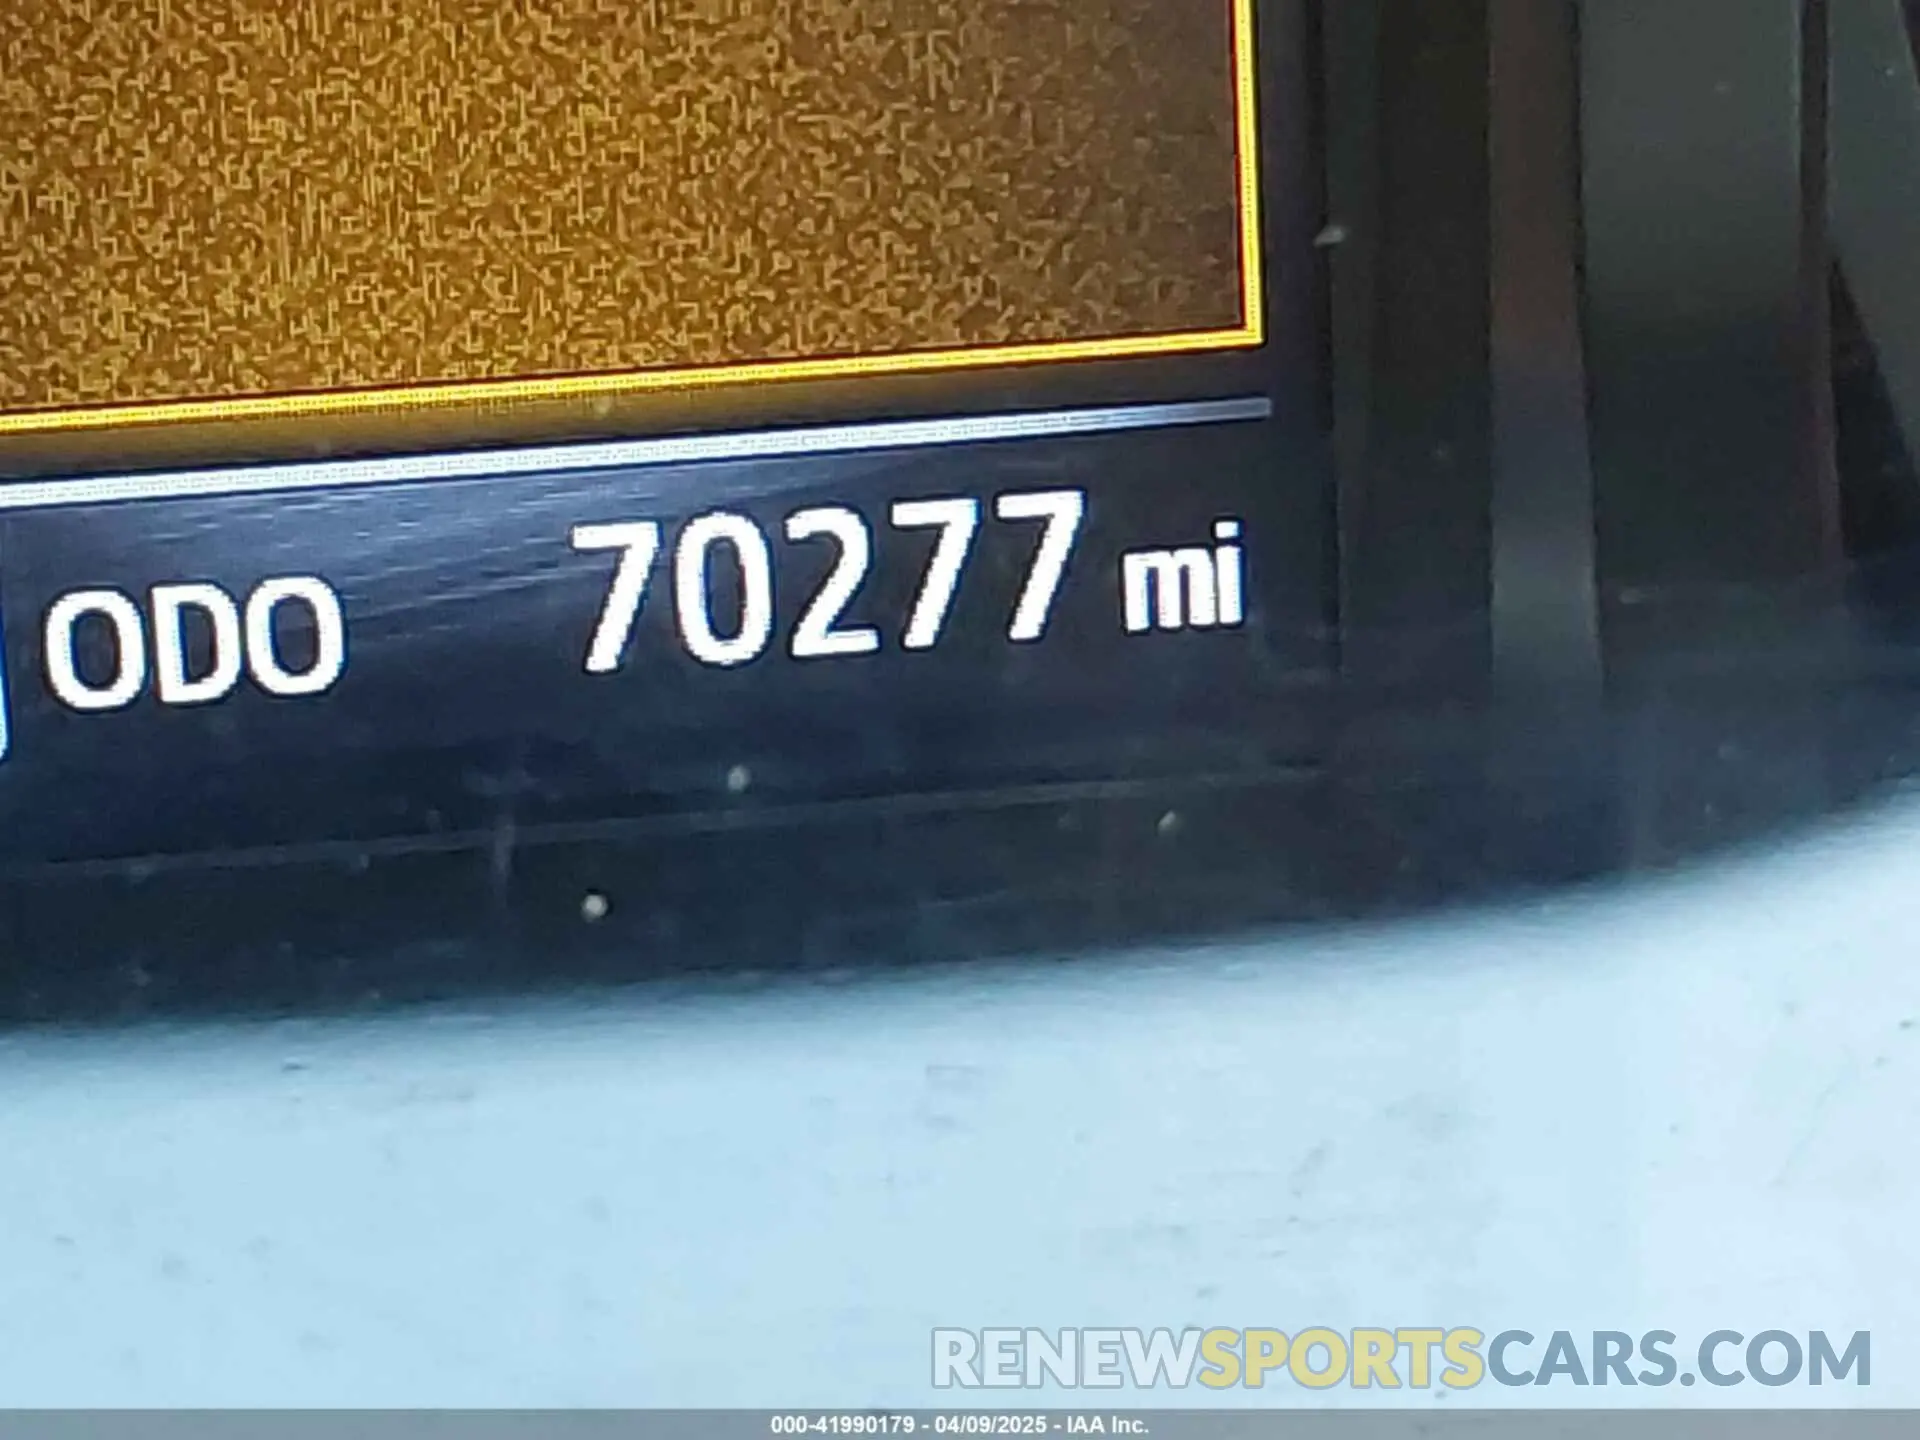 ODO 70277 mi
RENEWSPORTSCARS.COM
000-41990179 - 04/09/2025 - IAA Inc.